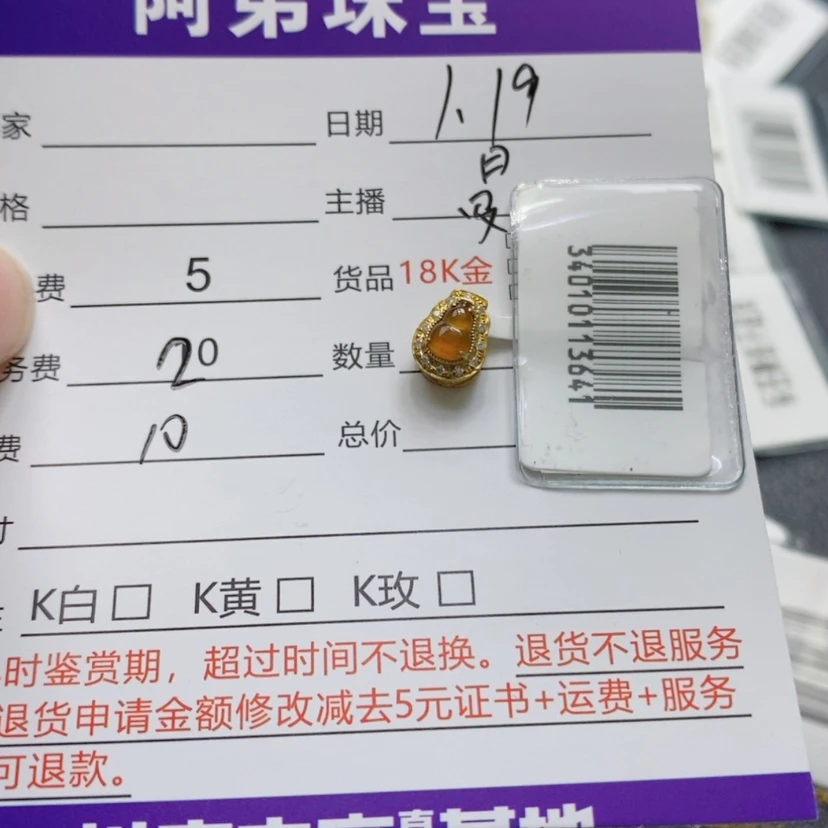 阿弟珠宝
家 日期 1.19
日
格 主播
费 5 货品 18K金
务费 20 数量
费 10 总价
34010113641
K白□ K黄□ K玫□
时鉴赏期，超过时间不退换。退货不退服务
退货申请金额修改减去5元证书+运费+服务
可退款。